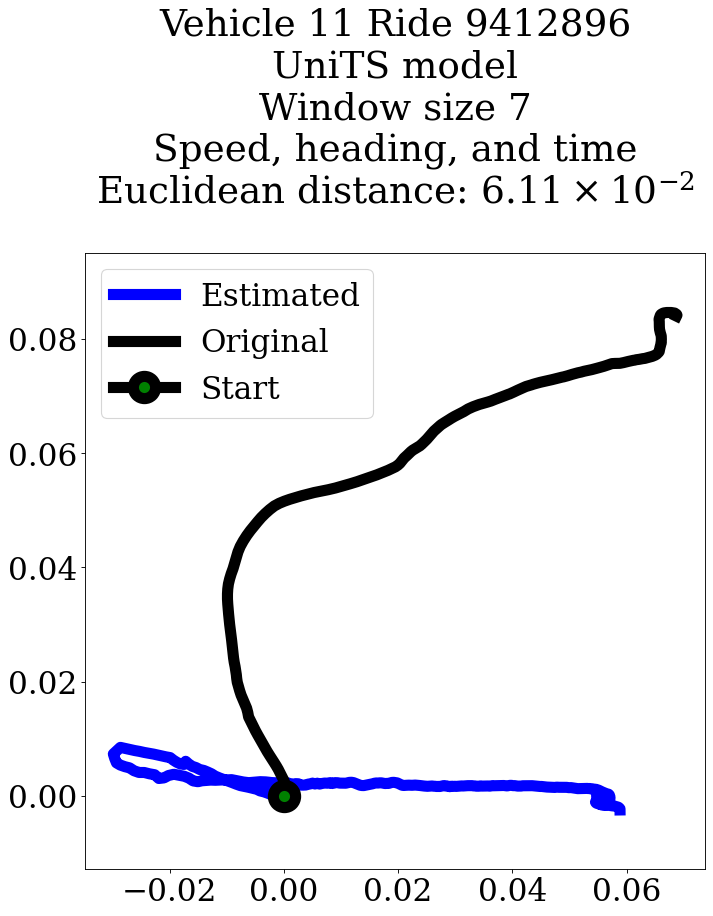 Vehicle 11 Ride 9412896
UniTS model
Window size 7
Speed, heading, and time
Euclidean distance: 6.11 × 10⁻²
Estimated
Original
Start
0.08
0.06
0.04
0.02
0.00
−0.02 0.00 0.02 0.04 0.06